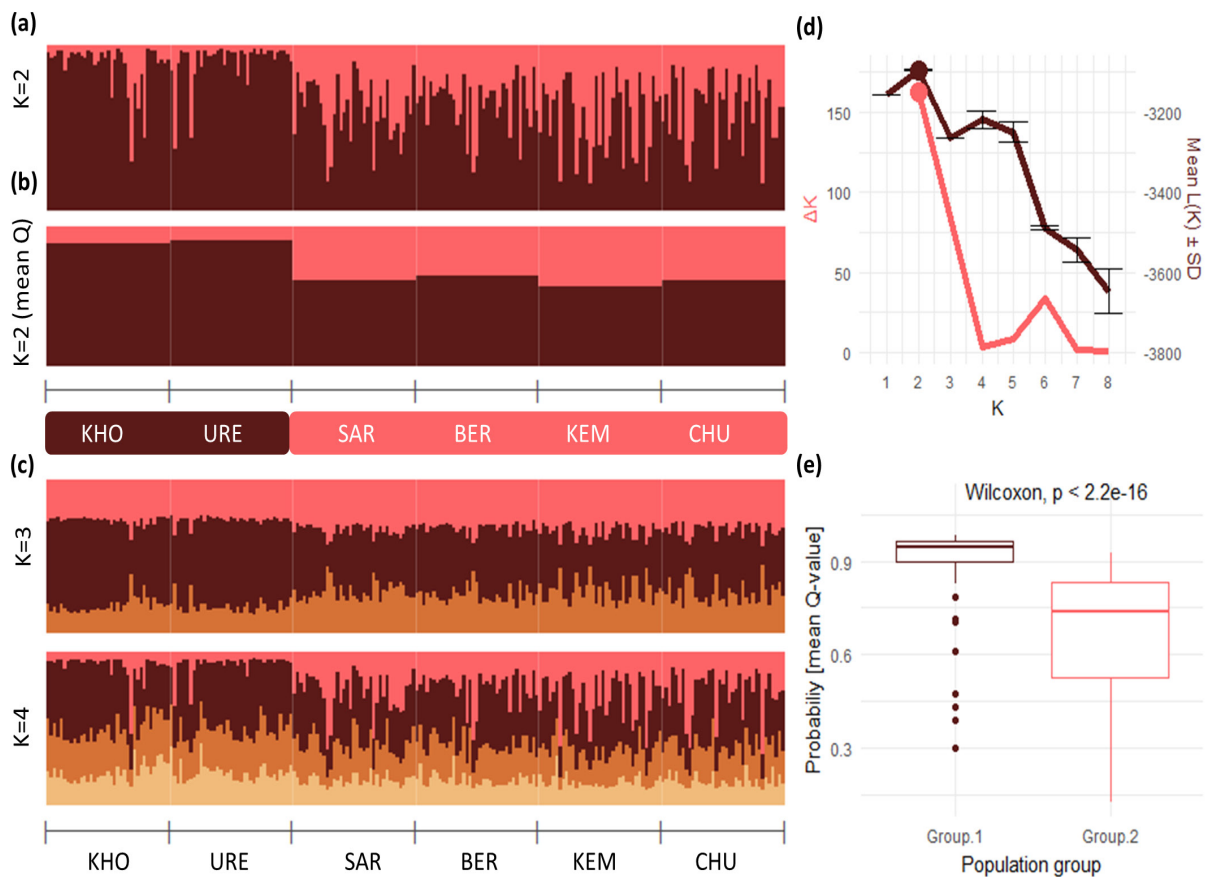 (a)
K=2
(b)
K=2 (mean Q)
KHO URE SAR BER KEM CHU
(c)
K=3
K=4
KHO URE SAR BER KEM CHU
(d)
150
100
50
0
ΔK
-3200
-3400
-3600
-3800
Mean L(K) ± SD
1 2 3 4 5 6 7 8
K
(e)
Wilcoxon, p < 2.2e-16
Probabiliy [mean Q-value]
0.9
0.6
0.3
Group.1 Group.2
Population group